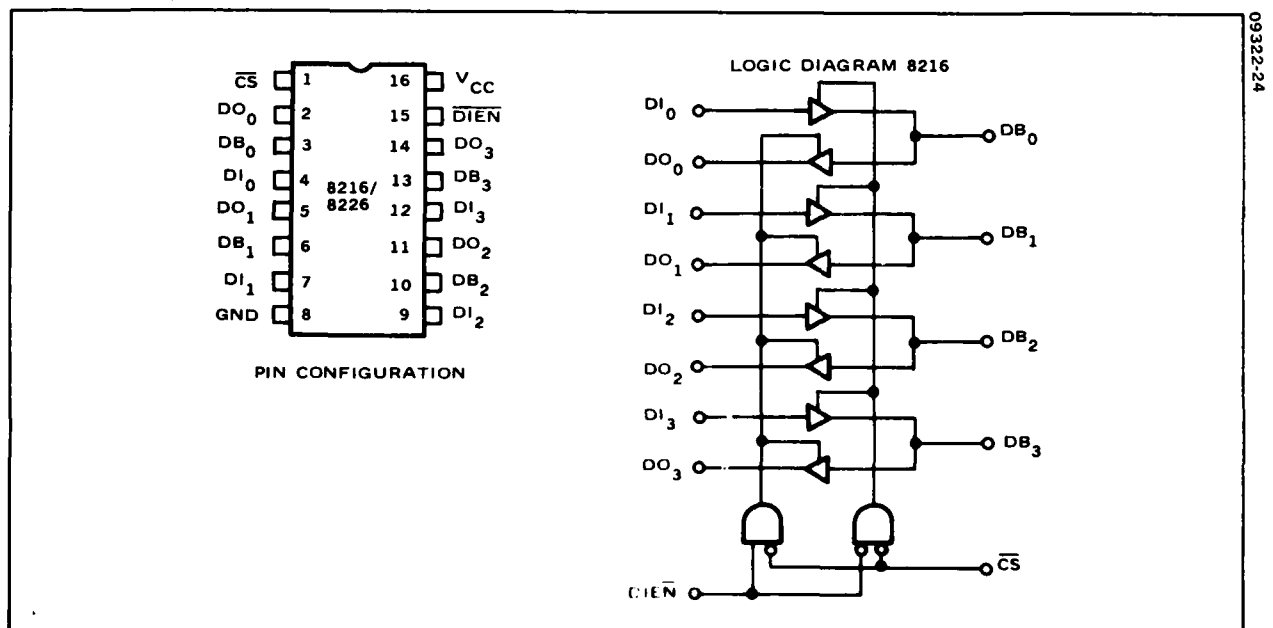 09322-24
CS 1 16 VCC
DO0 2 15 DIEN
DB0 3 14 DO3
DI0 4 13 DB3
8216/
8226
DO1 5 12 DI3
DB1 6 11 DO2
DI1 7 10 DB2
GND 8 9 DI2
PIN CONFIGURATION
LOGIC DIAGRAM 8216
DI0
DB0
DO0
DI1
DB1
DO1
DI2
DB2
DO2
DI3
DB3
DO3
CS
DIEN